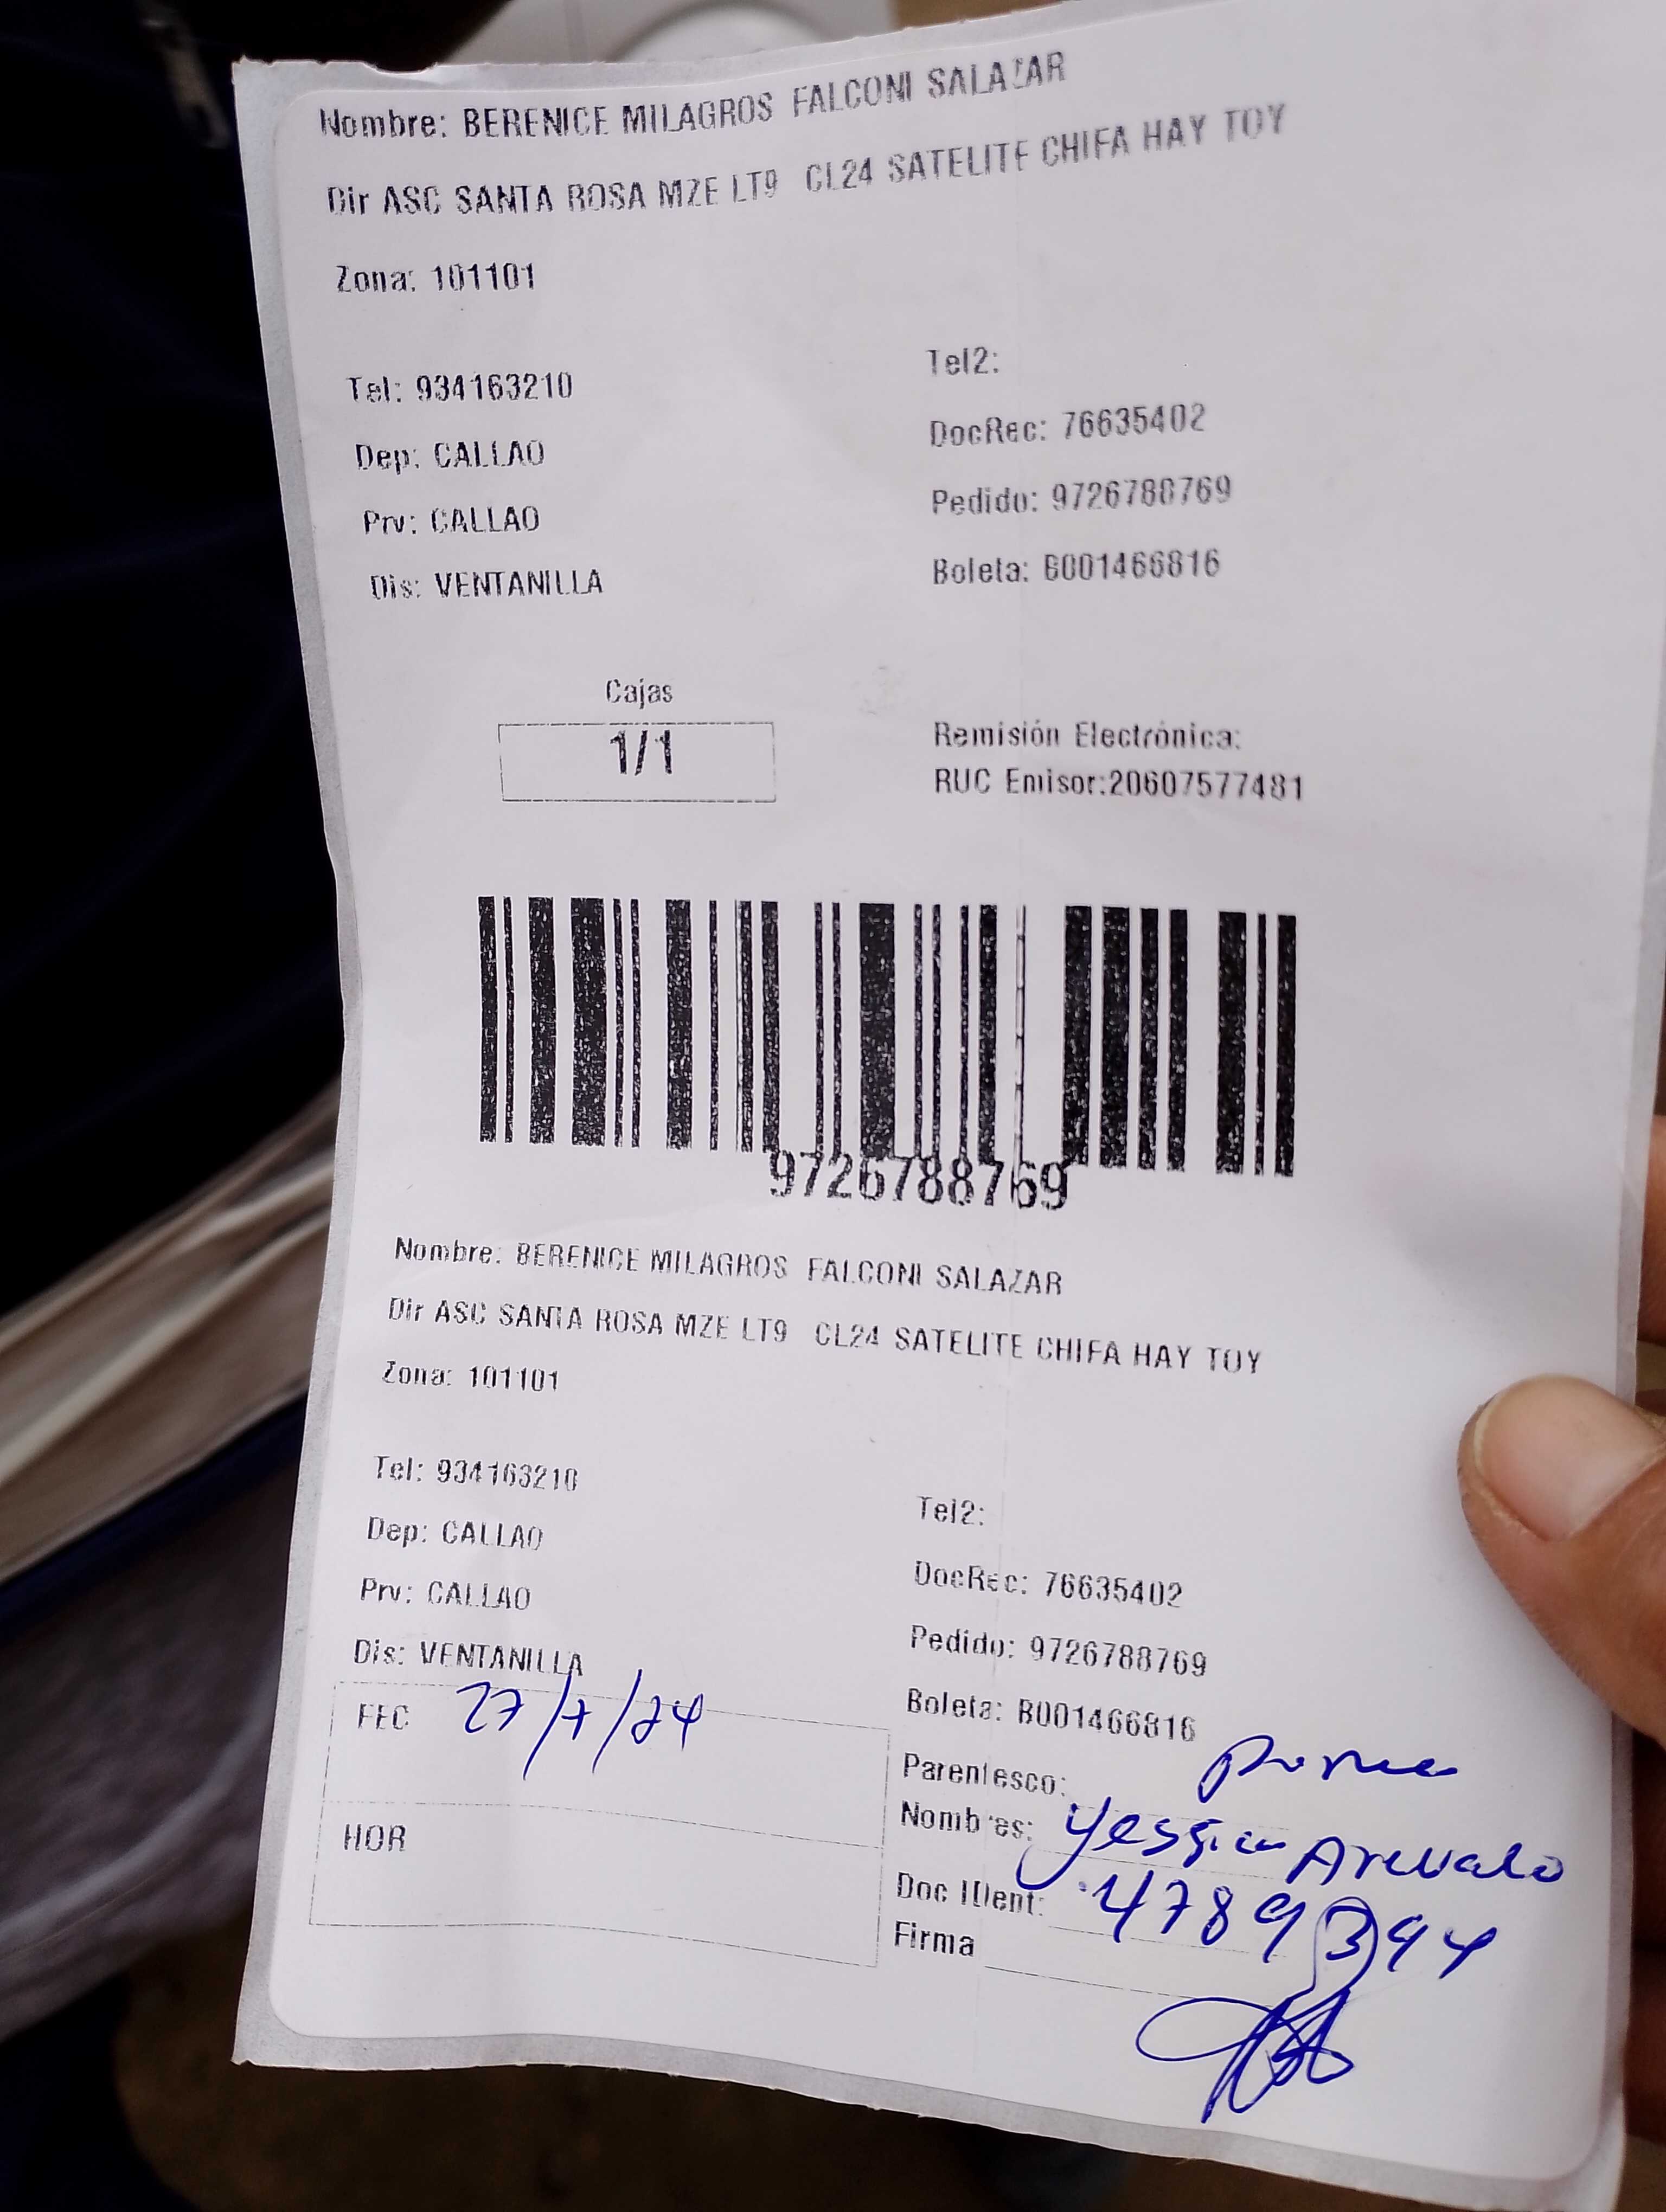 Nombre: BERENICE MILAGROS FALCONI SALAZAR
Dir ASC SANTA ROSA MZE LT9 CL24 SATELITE CHIFA HAY TOY
Zona: 101101
Tel: 934163210
Tel2:
Dep: CALLAO
DocRec: 76635402
Prv: CALLAO
Pedido: 9726788769
Dis: VENTANILLA
Boleta: B001466816
Cajas
1/1
Remisión Electrónica:
RUC Emisor:20607577481
9726788769
Nombre: BERENICE MILAGROS FALCONI SALAZAR
Dir ASC SANTA ROSA MZE LT9 CL24 SATELITE CHIFA HAY TOY
Zona: 101101
Tel: 934163210
Tel2:
Dep: CALLAO
DocRec: 76635402
Prv: CALLAO
Pedido: 9726788769
Dis: VENTANILLA
Boleta: B001466816
FEC 27/7/24
Parentesco:
Nombres: Yessica Arevalo
HOR
Doc IDent: 47893944
Firma